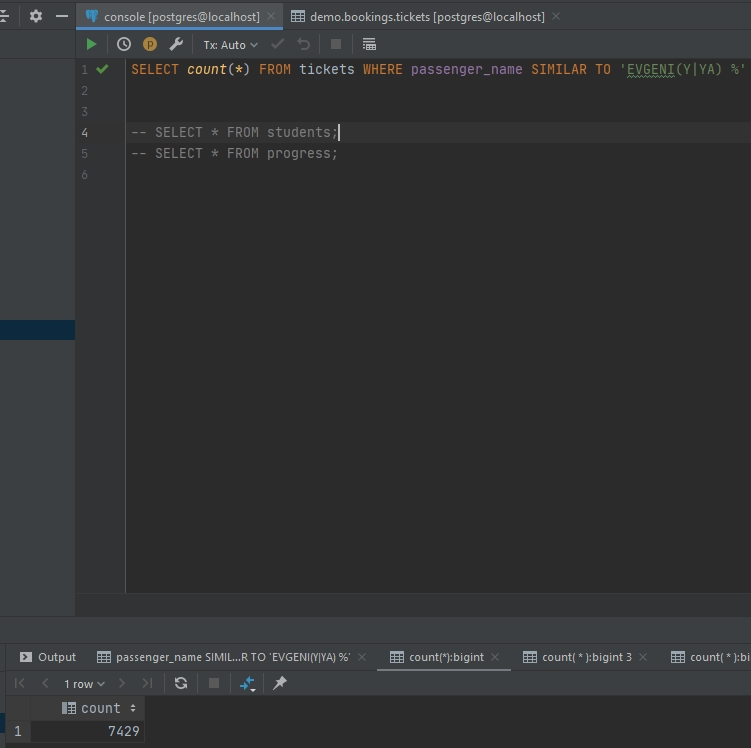 console [postgres@localhost]
demo.bookings.tickets [postgres@localhost]
Tx: Auto
1 SELECT count(*) FROM tickets WHERE passenger_name SIMILAR TO 'EVGENI(Y|YA) %'
2
3
4 -- SELECT * FROM students;
5 -- SELECT * FROM progress;
6
Output
passenger_name SIMIL...R TO 'EVGENI(Y|YA) %'
count(*):bigint
count( * ):bigint 3
count( * ):bi
1 row
count
1 7429